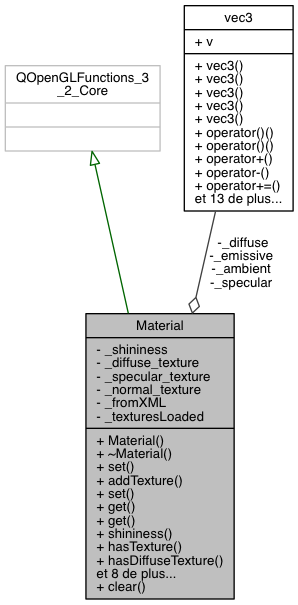 vec3
+ v
+ vec3()
+ vec3()
+ vec3()
+ vec3()
+ vec3()
+ operator()()
+ operator()()
+ operator+()
+ operator-()
+ operator+=()
et 13 de plus...
QOpenGLFunctions_3
_2_Core
-_diffuse
-_emissive
-_ambient
-_specular
Material
- _shininess
- _diffuse_texture
- _specular_texture
- _normal_texture
- _fromXML
- _texturesLoaded
+ Material()
+ ~Material()
+ set()
+ addTexture()
+ set()
+ get()
+ get()
+ shininess()
+ hasTexture()
+ hasDiffuseTexture()
et 8 de plus...
+ clear()